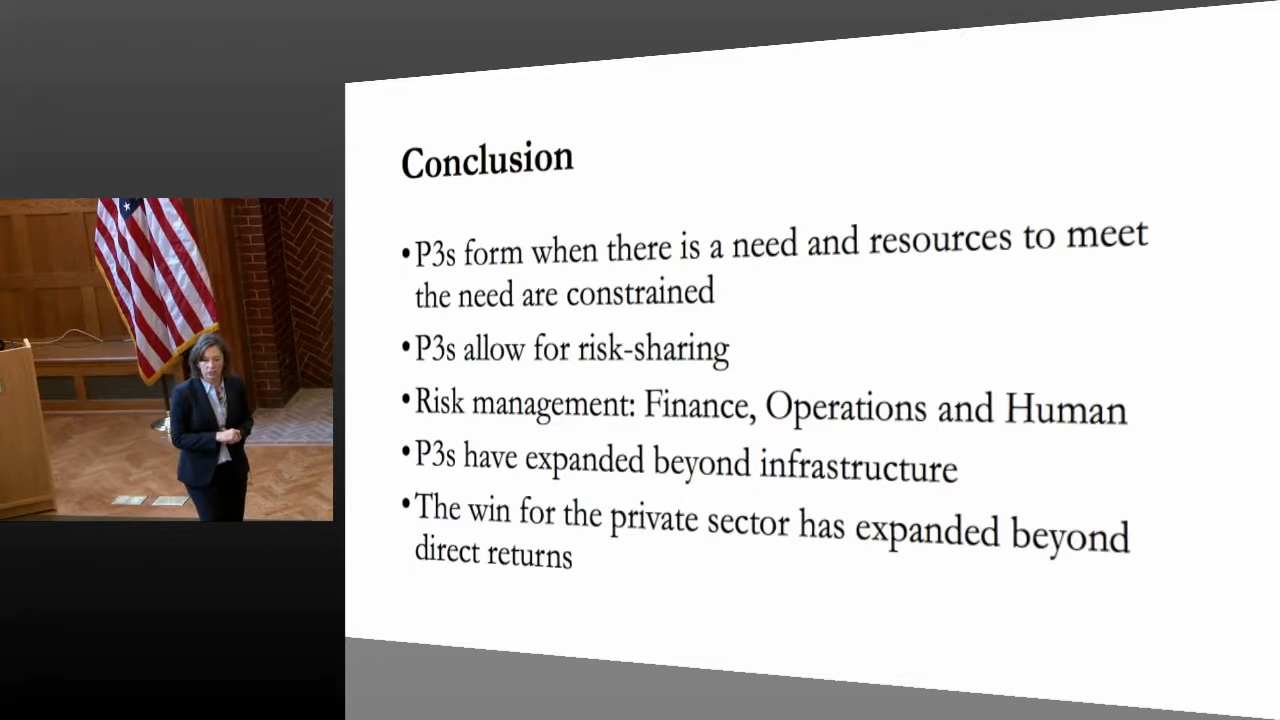 Conclusion
•P3s form when there is a need and resources to meet
the need are constrained
•P3s allow for risk-sharing
•Risk management: Finance, Operations and Human
•P3s have expanded beyond infrastructure
•The win for the private sector has expanded beyond
direct returns